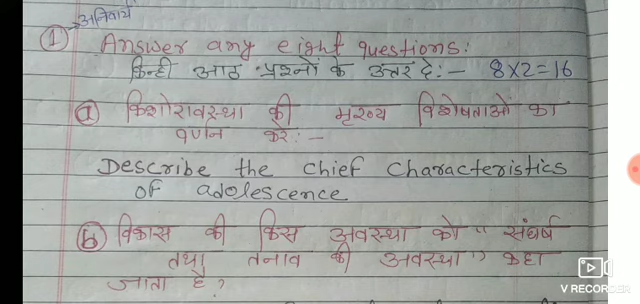 → अनिवार्य
① Answer any eight questions:
किन्हीं आठ प्रश्नों के उत्तर दे:- 8×2=16
ⓐ किशोरावस्था की मुख्य विशेषताओं का
वर्णन करे:-
Describe the chief characteristics
of adolescence
ⓑ विकास की किस अवस्था को "संघर्ष
तथा तनाव की अवस्था" कहा
जाता है?
V RECORDER